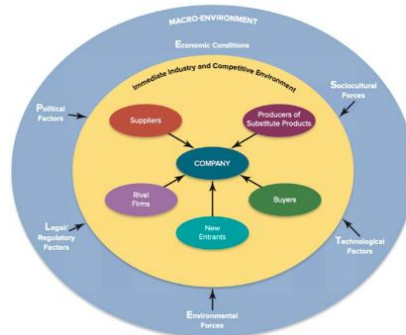 MACRO-ENVIRONMENT
Economic Conditions
Immediate Industry and Competitive Environment
Political
Factors
Sociocultural
Forces
Suppliers
Producers of
Substitute Products
COMPANY
Rival
Firms
Buyers
New
Entrants
Legal/
Regulatory
Factors
Technological
Factors
Environmental
Forces